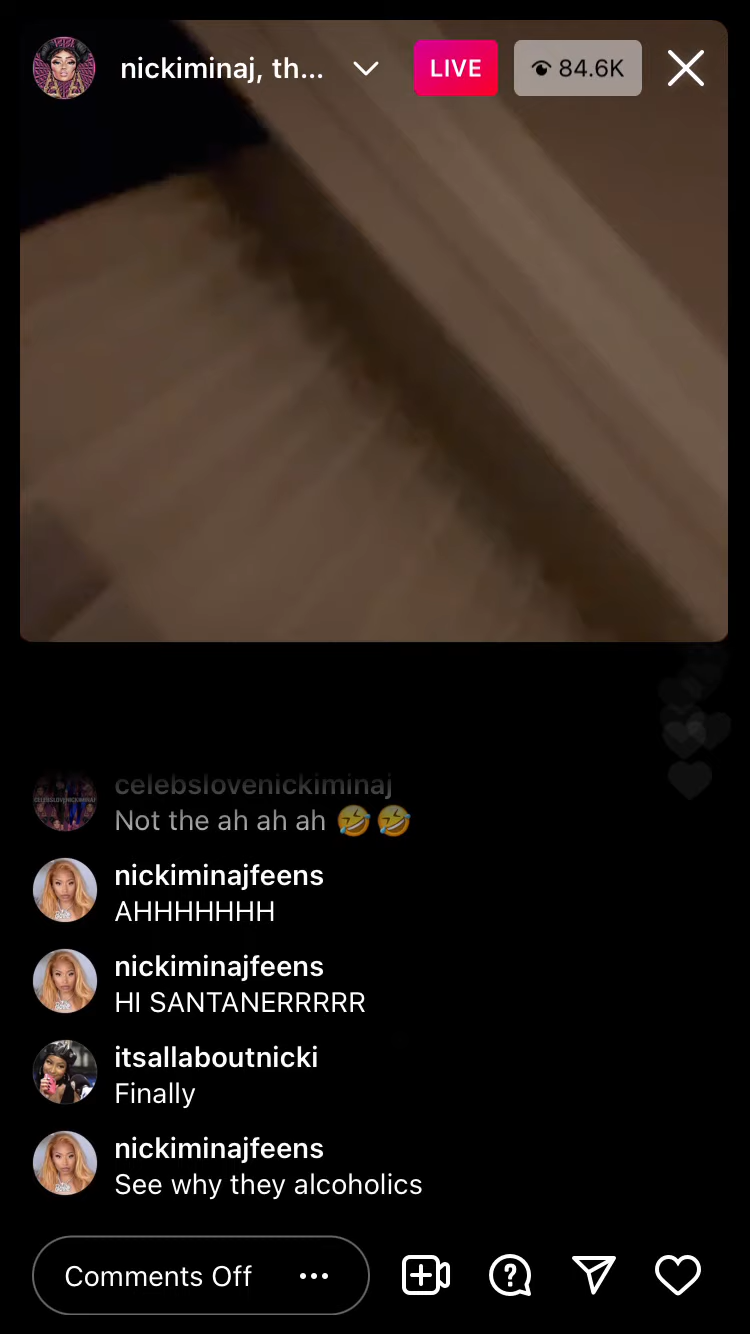 nickiminaj, th...
LIVE
84.6K
celebslovenickiminaj
Not the ah ah ah 🤣🤣
nickiminajfeens
AHHHHHHH
nickiminajfeens
HI SANTANERRRRR
itsallaboutnicki
Finally
nickiminajfeens
See why they alcoholics
Comments Off